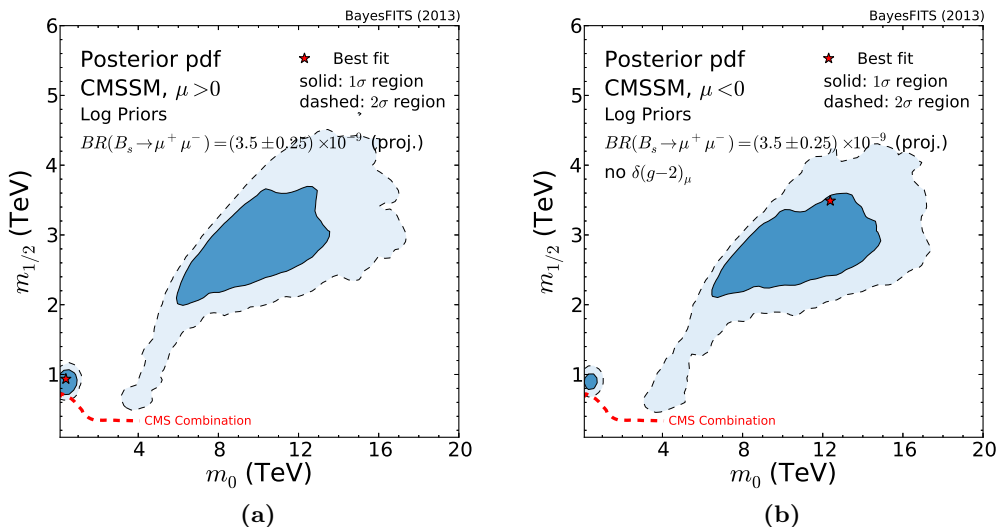 BayesFITS (2013)
Posterior pdf
CMSSM, μ>0
Log Priors
BR(B_s→μ⁺μ⁻)=(3.5±0.25)×10⁻⁹ (proj.)
Best fit
solid: 1σ region
dashed: 2σ region
CMS Combination
6
5
4
3
2
1
4
8
12
16
20
m_{1/2} (TeV)
m_0 (TeV)
(a)
BayesFITS (2013)
Posterior pdf
CMSSM, μ<0
Log Priors
BR(B_s→μ⁺μ⁻)=(3.5±0.25)×10⁻⁹ (proj.)
no δ(g−2)_μ
Best fit
solid: 1σ region
dashed: 2σ region
CMS Combination
6
5
4
3
2
1
4
8
12
16
20
m_{1/2} (TeV)
m_0 (TeV)
(b)